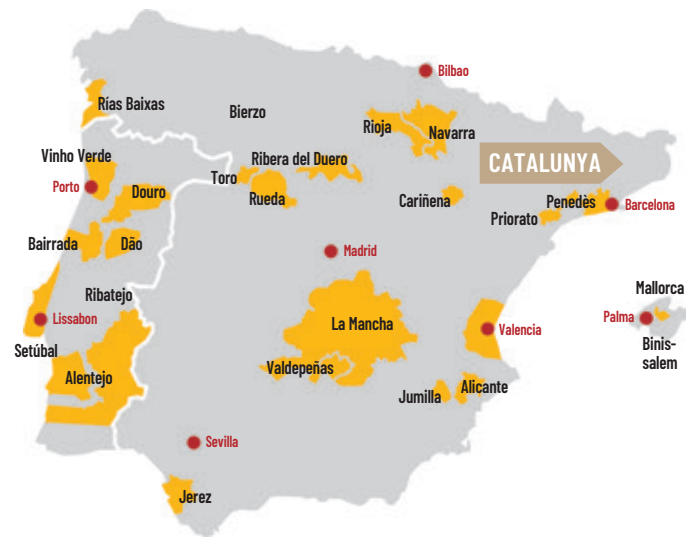 Bilbao
Rías Baixas
Bierzo
Rioja
Navarra
Vinho Verde
Ribera del Duero
CATALUNYA
Toro
Porto
Douro
Rueda
Cariñena
Penedès
Barcelona
Priorato
Bairrada
Dão
Madrid
Ribatejo
Mallorca
Lissabon
La Mancha
Valencia
Palma
Binis-
salem
Setúbal
Valdepeñas
Alentejo
Jumilla
Alicante
Sevilla
Jerez